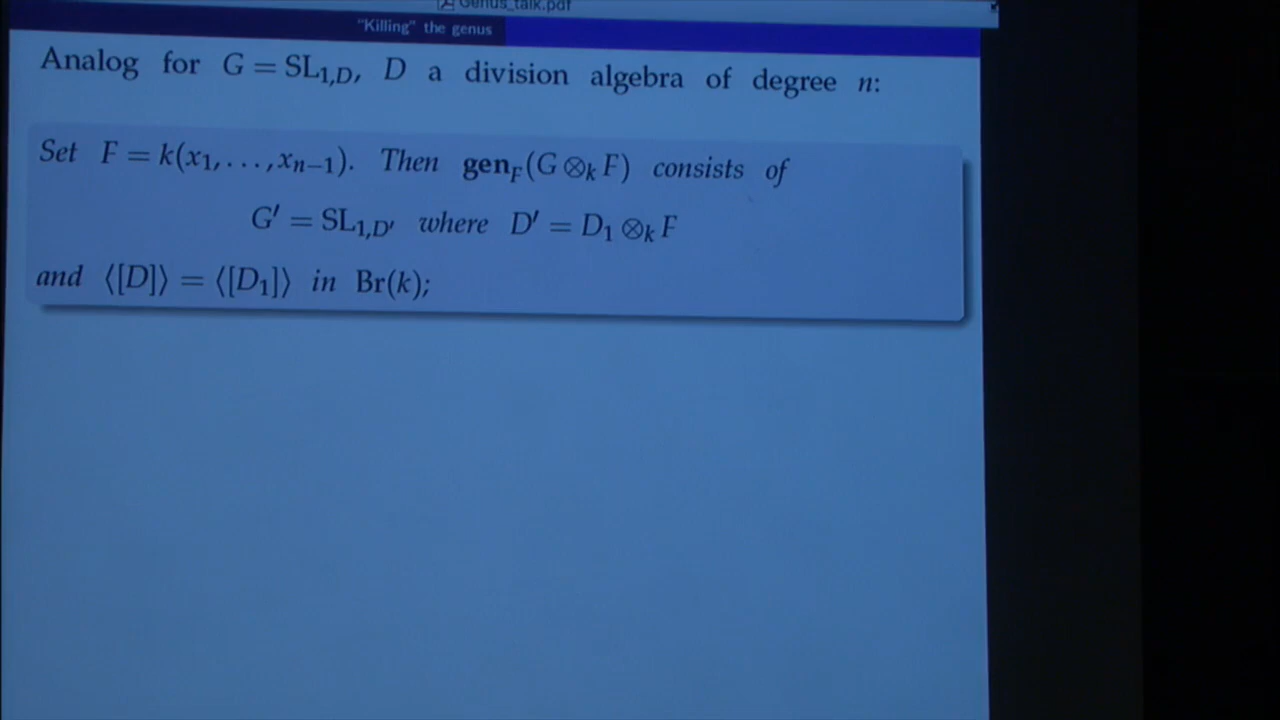 Genus_talk.pdf
"Killing" the genus
Analog for G = SL₁,D, D a division algebra of degree n:
Set F = k(x₁, . . . , xₙ₋₁). Then gen_F(G ⊗ₖ F) consists of
G′ = SL₁,D′ where D′ = D₁ ⊗ₖ F
and ⟨[D]⟩ = ⟨[D₁]⟩ in Br(k);